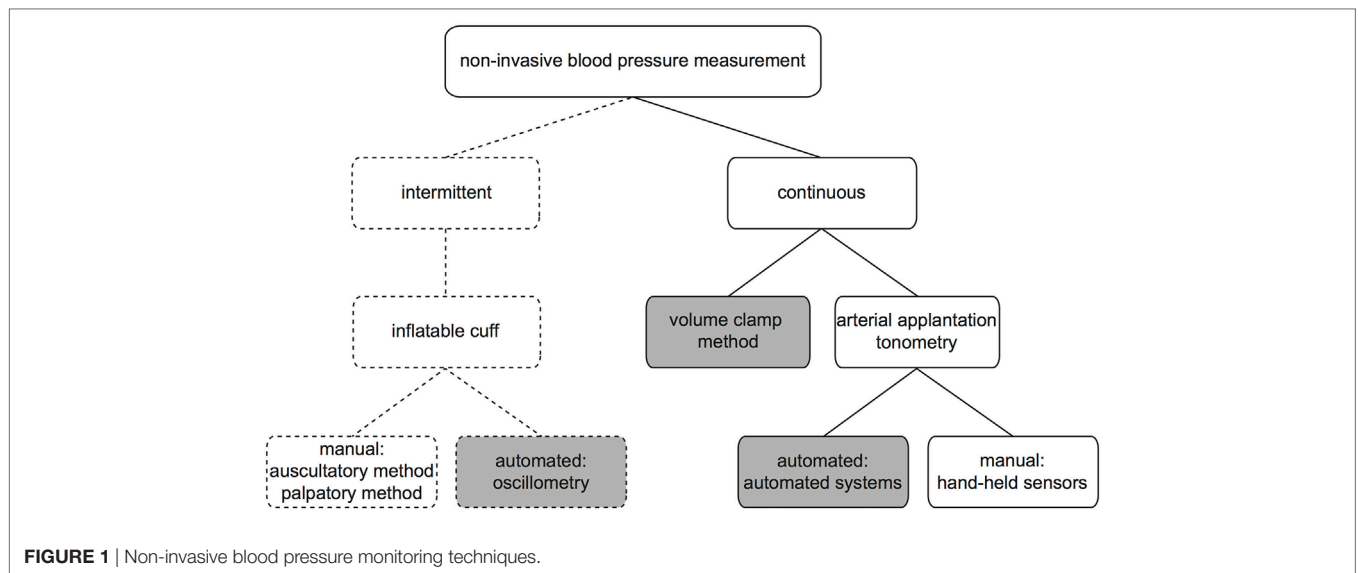 non-invasive blood pressure measurement
intermittent
continuous
inflatable cuff
volume clamp
method
arterial applantation
tonometry
manual:
auscultatory method
palpatory method
automated:
oscillometry
automated:
automated systems
manual:
hand-held sensors
FIGURE 1 | Non-invasive blood pressure monitoring techniques.